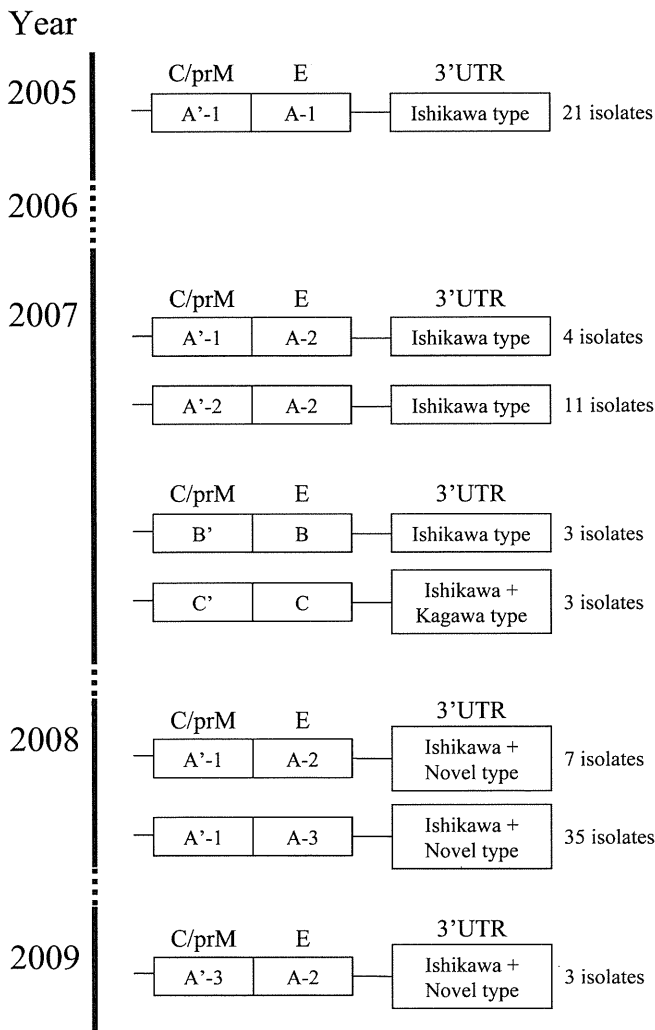 Year
2005
C/prM E 3’UTR
A’-1 A-1 Ishikawa type 21 isolates
2006
2007
C/prM E 3’UTR
A’-1 A-2 Ishikawa type 4 isolates
A’-2 A-2 Ishikawa type 11 isolates
C/prM E 3’UTR
B’ B Ishikawa type 3 isolates
C’ C Ishikawa +
Kagawa type 3 isolates
2008
C/prM E 3’UTR
A’-1 A-2 Ishikawa +
Novel type 7 isolates
A’-1 A-3 Ishikawa +
Novel type 35 isolates
2009
C/prM E 3’UTR
A’-3 A-2 Ishikawa +
Novel type 3 isolates